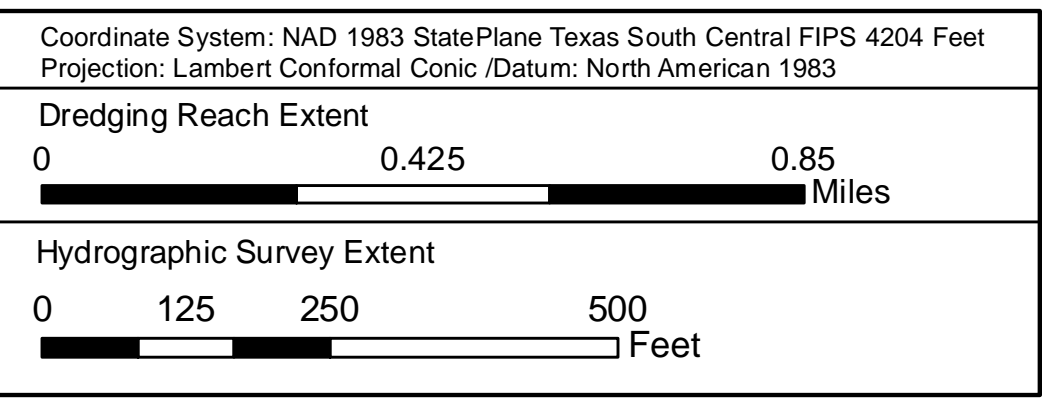 Coordinate System: NAD 1983 StatePlane Texas South Central FIPS 4204 Feet
Projection: Lambert Conformal Conic /Datum: North American 1983
Dredging Reach Extent
0 0.425 0.85
Miles
Hydrographic Survey Extent
0 125 250 500
Feet